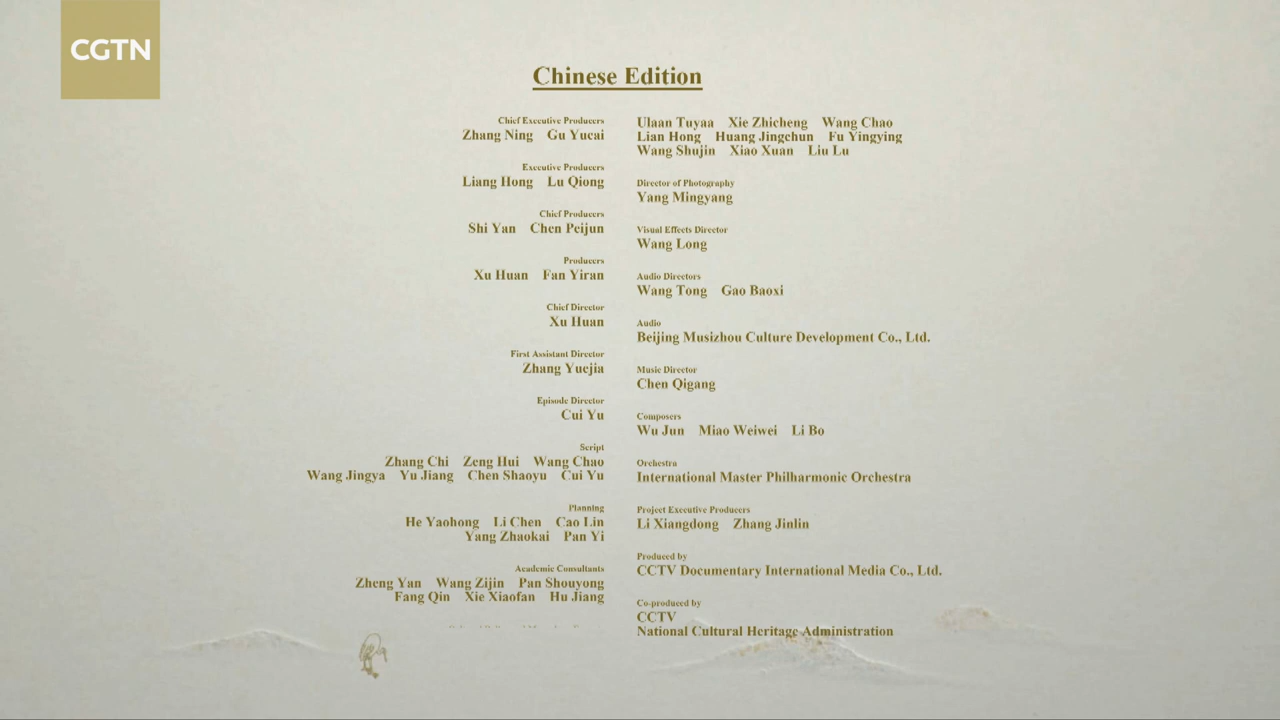 CGTN
Chinese Edition
Chief Executive Producers
Zhang Ning Gu Yucai
Executive Producers
Liang Hong Lu Qiong
Chief Producers
Shi Yan Chen Peijun
Producers
Xu Huan Fan Yiran
Chief Director
Xu Huan
First Assistant Director
Zhang Yuejia
Episode Director
Cui Yu
Script
Zhang Chi Zeng Hui Wang Chao
Wang Jingya Yu Jiang Chen Shaoyu Cui Yu
Planning
He Yaohong Li Chen Cao Lin
Yang Zhaokai Pan Yi
Academic Consultants
Zheng Yan Wang Zijin Pan Shouyong
Fang Qin Xie Xiaofan Hu Jiang
Ulaan Tuyaa Xie Zhicheng Wang Chao
Lian Hong Huang Jingchun Fu Yingying
Wang Shujin Xiao Xuan Liu Lu
Director of Photography
Yang Mingyang
Visual Effects Director
Wang Long
Audio Directors
Wang Tong Gao Baoxi
Audio
Beijing Musizhou Culture Development Co., Ltd.
Music Director
Chen Qigang
Composers
Wu Jun Miao Weiwei Li Bo
Orchestra
International Master Philharmonic Orchestra
Project Executive Producers
Li Xiangdong Zhang Jinlin
Produced by
CCTV Documentary International Media Co., Ltd.
Co-produced by
CCTV
National Cultural Heritage Administration